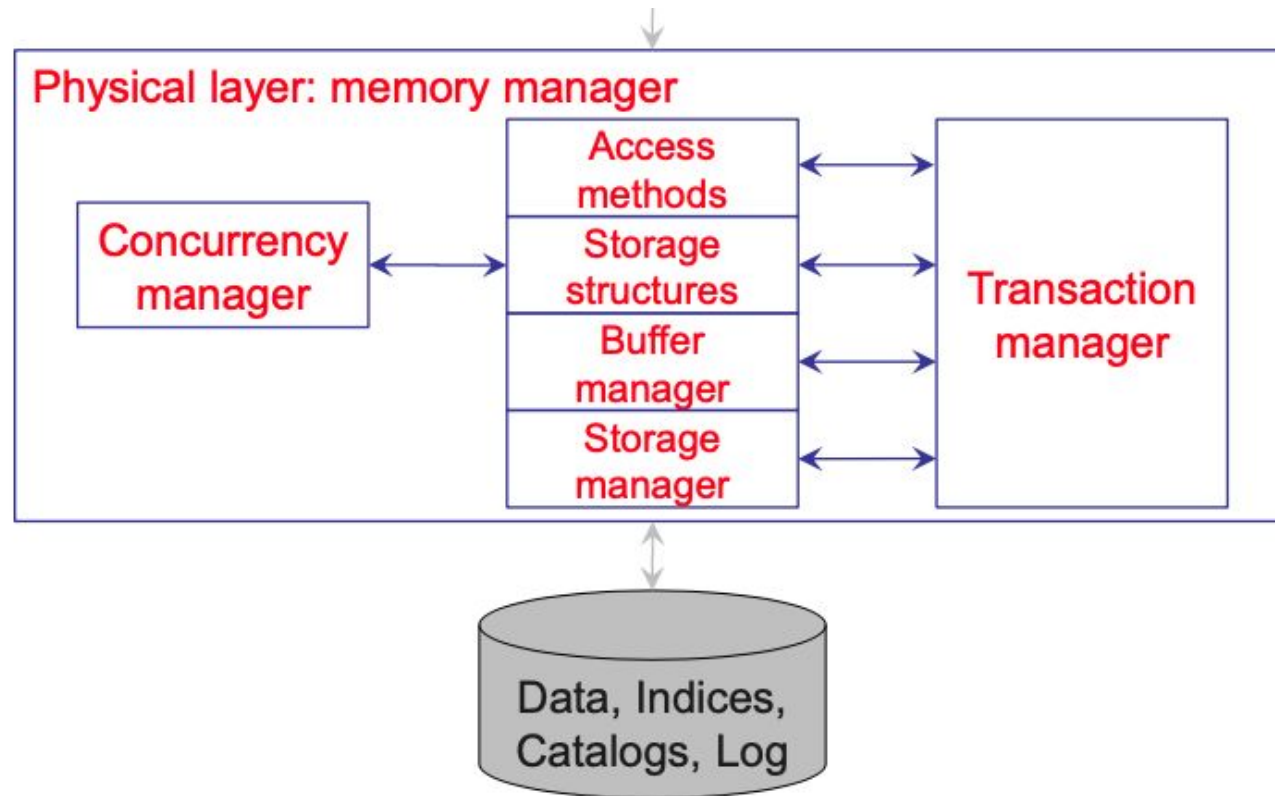 Physical layer: memory manager
Access
methods
Concurrency
manager
Storage
structures
Buffer
manager
Storage
manager
Transaction
manager
Data, Indices,
Catalogs, Log